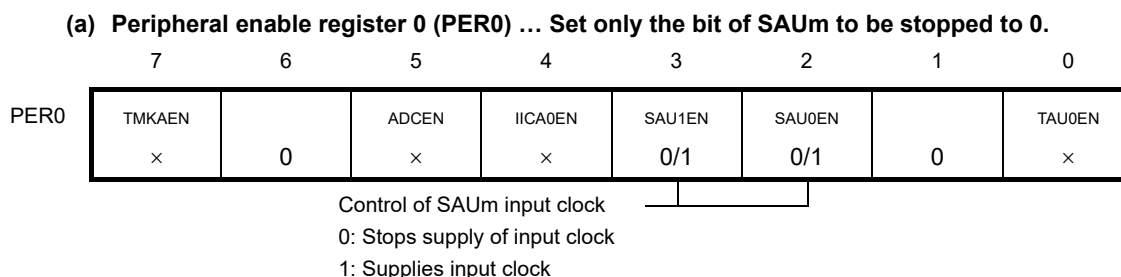 (a) Peripheral enable register 0 (PER0) … Set only the bit of SAUm to be stopped to 0.
7 6 5 4 3 2 1 0
PER0 TMKAEN ADCEN IICA0EN SAU1EN SAU0EN TAU0EN
× 0 × × 0/1 0/1 0 ×
Control of SAUm input clock
0: Stops supply of input clock
1: Supplies input clock